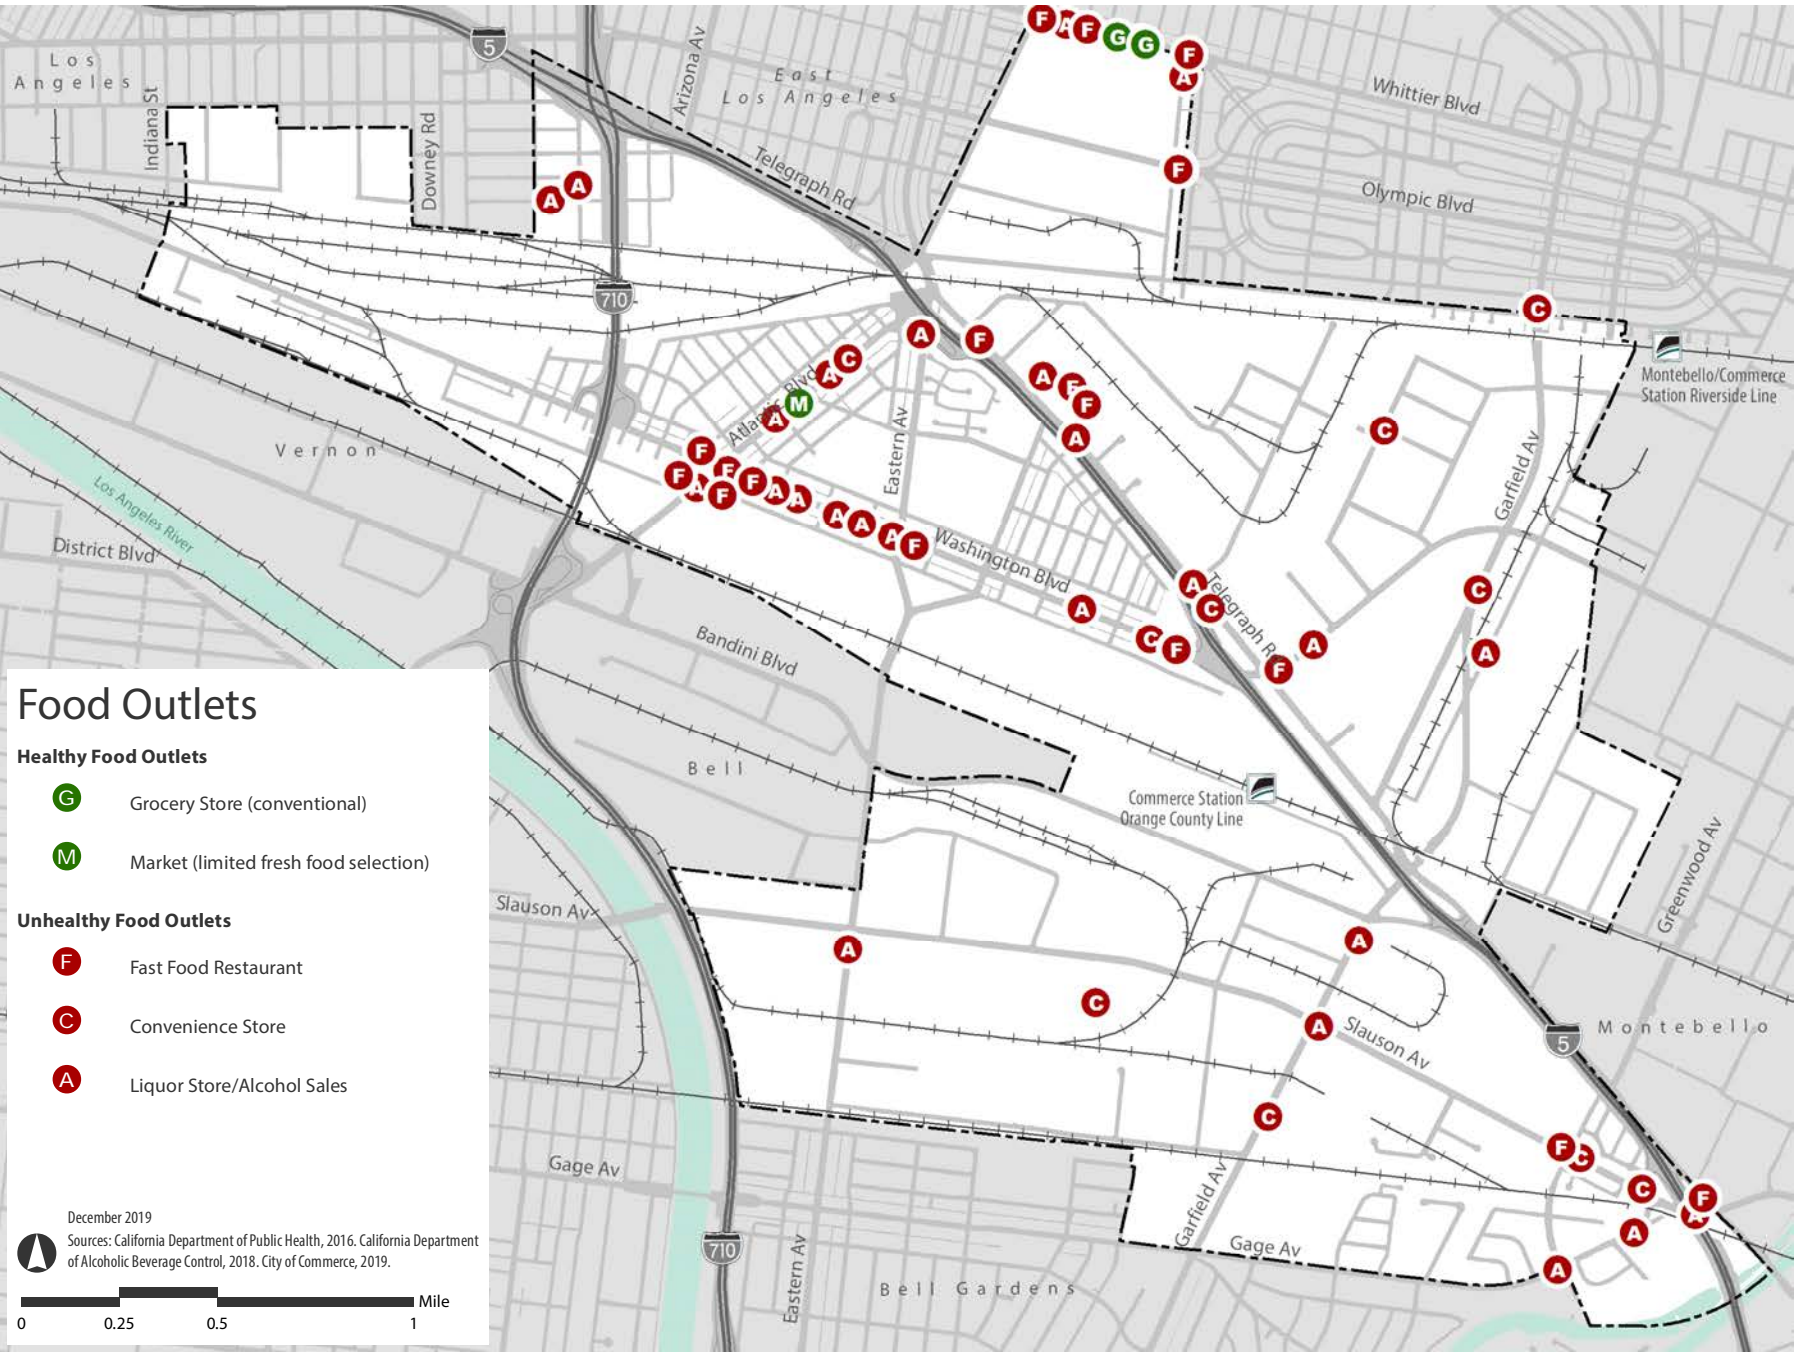 Los
Angeles
Indiana St
Downey Rd
5
Arizona Av
East
Los Angeles
Telegraph Rd
F
A
F
G
G
F
A
F
Whittier Blvd
Olympic Blvd
A
A
710
C
Montebello/Commerce
Station Riverside Line
A
F
C
A
M
A
Atlantic Blvd
Eastern Av
A
F
F
A
C
Garfield Av
Vernon
F
F
F
F
A
F
A
A
A
A
A
F
Washington Blvd
Los Angeles River
District Blvd
A
C
Telegraph Rd
C
A
C
F
A
F
A
Bandini Blvd
Bell
Commerce Station
Orange County Line
Greenwood Av
Slauson Av
A
A
C
A
Slauson Av
5
Montebello
C
F
C
C
F
A
A
A
Gage Av
710
Eastern Av
Garfield Av
Gage Av
Bell Gardens
Food Outlets
Healthy Food Outlets
G Grocery Store (conventional)
M Market (limited fresh food selection)
Unhealthy Food Outlets
F Fast Food Restaurant
C Convenience Store
A Liquor Store/Alcohol Sales
December 2019
Sources: California Department of Public Health, 2016. California Department
of Alcoholic Beverage Control, 2018. City of Commerce, 2019.
Mile
0 0.25 0.5 1